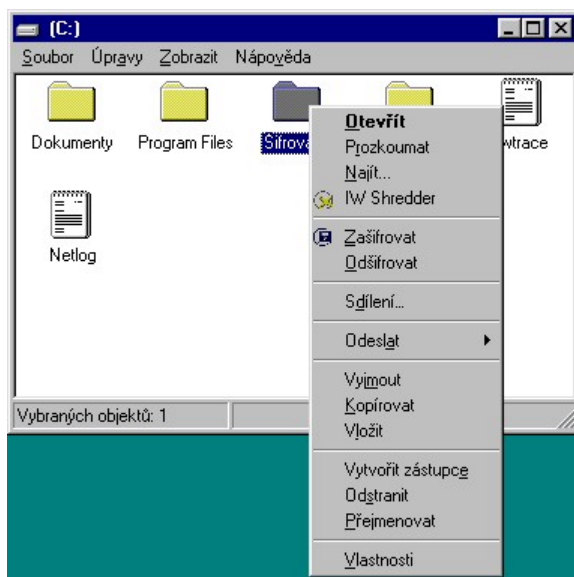 (C:)
Soubor Úpravy Zobrazit Nápověda
Dokumenty Program Files
Netlog
Vybraných objektů: 1
Otevřít
Prozkoumat
Najít...
IW Shredder
Zašifrovat
Odšifrovat
Sdílení...
Odeslat
Vyjmout
Kopírovat
Vložit
Vytvořit zástupce
Odstranit
Přejmenovat
Vlastnosti